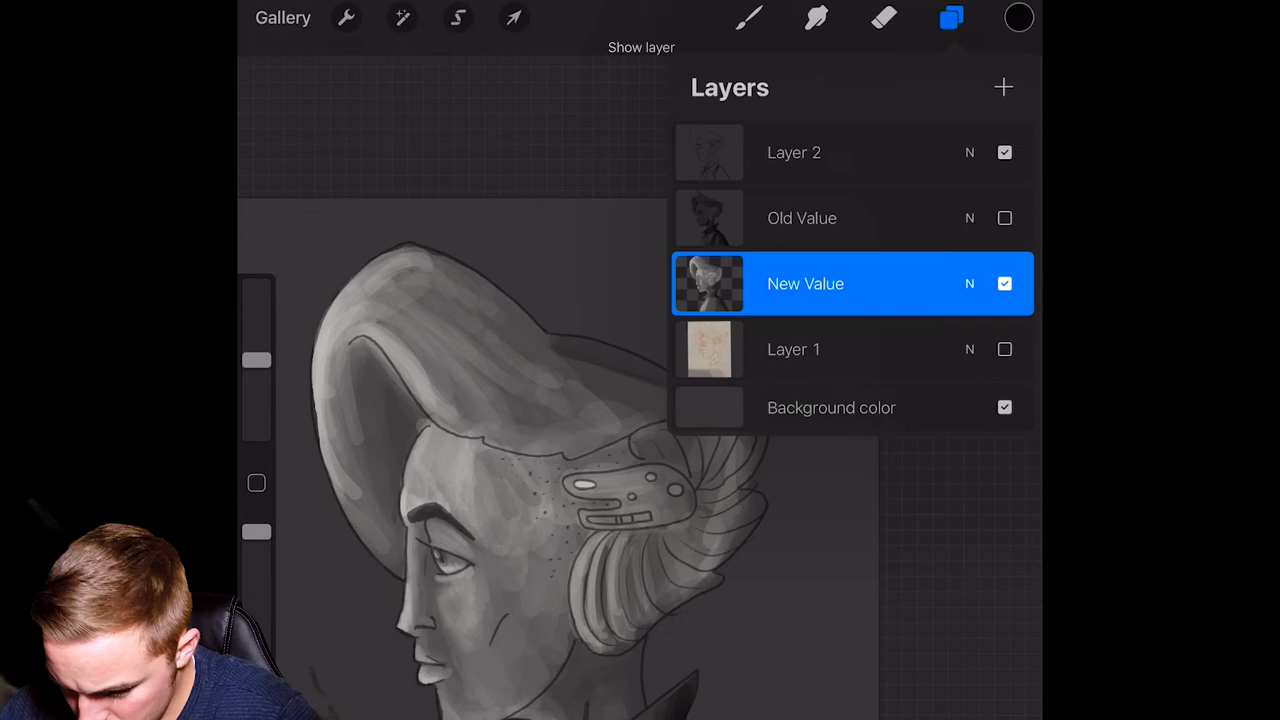 Gallery
Show layer
Layers
Layer 2 N
Old Value N
New Value N
Layer 1 N
Background color